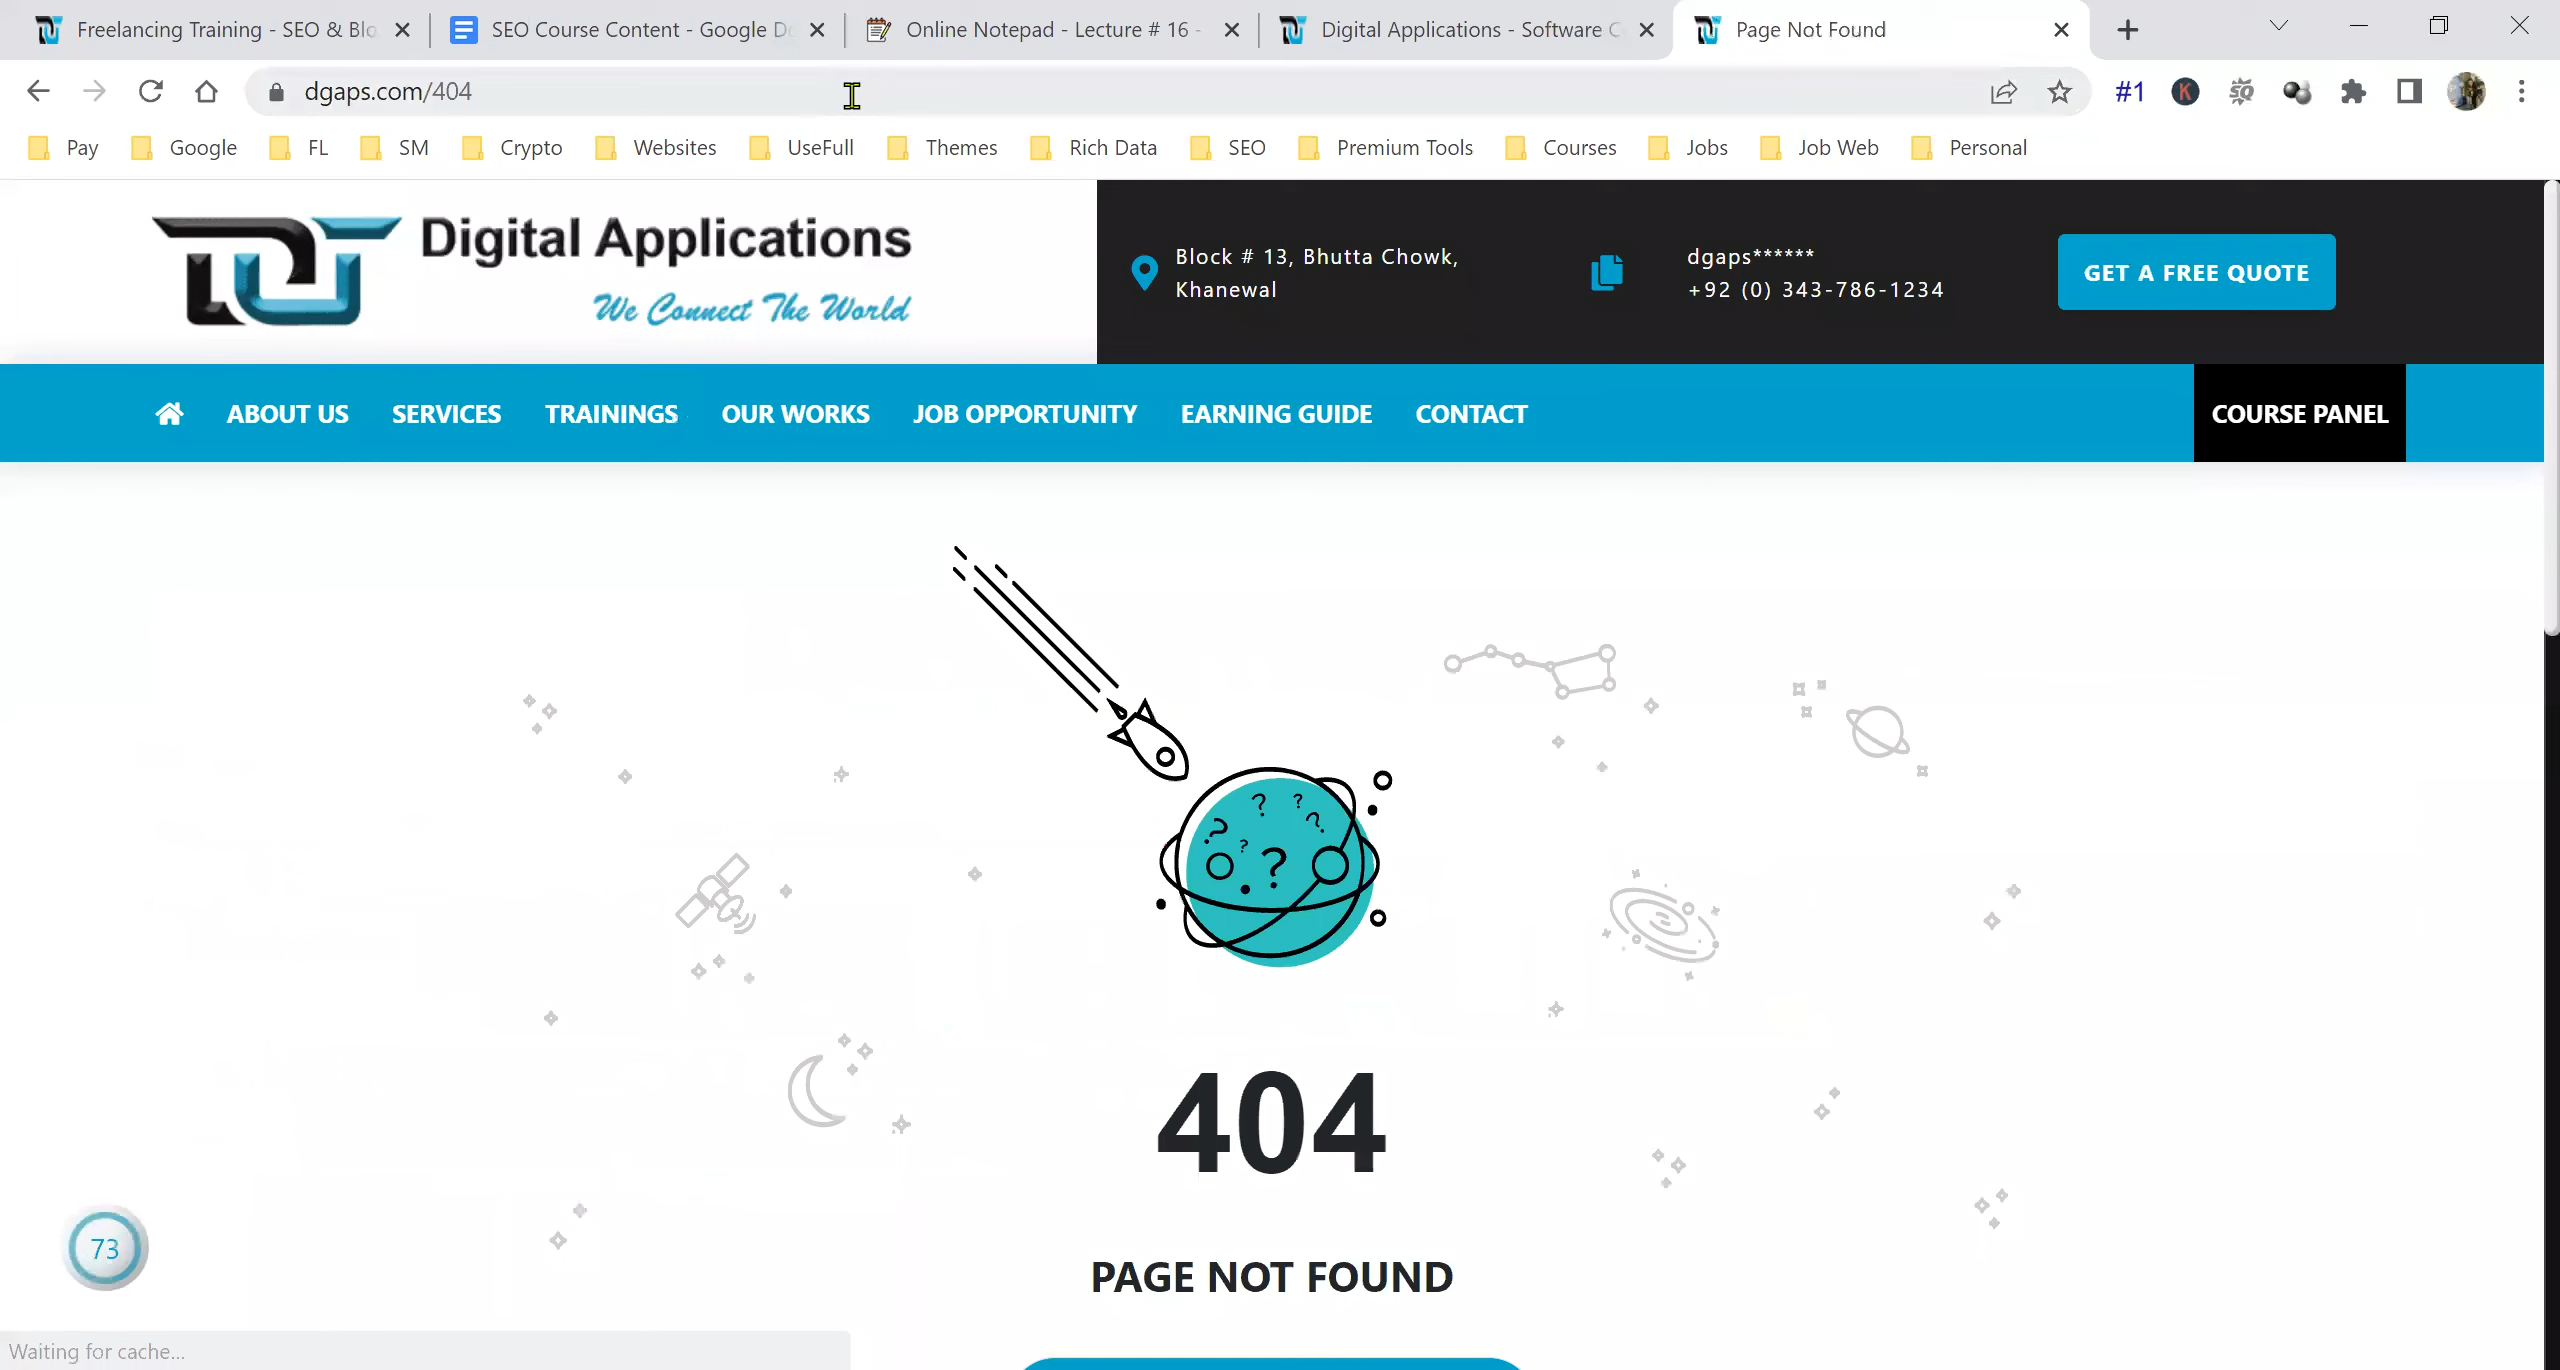 Freelancing Training - SEO & Blo
SEO Course Content - Google D
Online Notepad - Lecture # 16 -
Digital Applications - Software C
Page Not Found
dgaps.com/404
#1
K
SQ
Pay
Google
FL
SM
Crypto
Websites
UseFull
Themes
Rich Data
SEO
Premium Tools
Courses
Jobs
Job Web
Personal
Digital Applications
We Connect The World
Block # 13, Bhutta Chowk,
Khanewal
dgaps******
+92 (0) 343-786-1234
GET A FREE QUOTE
ABOUT US
SERVICES
TRAININGS
OUR WORKS
JOB OPPORTUNITY
EARNING GUIDE
CONTACT
COURSE PANEL
? ? ? ? ? ?
404
PAGE NOT FOUND
73
Waiting for cache...